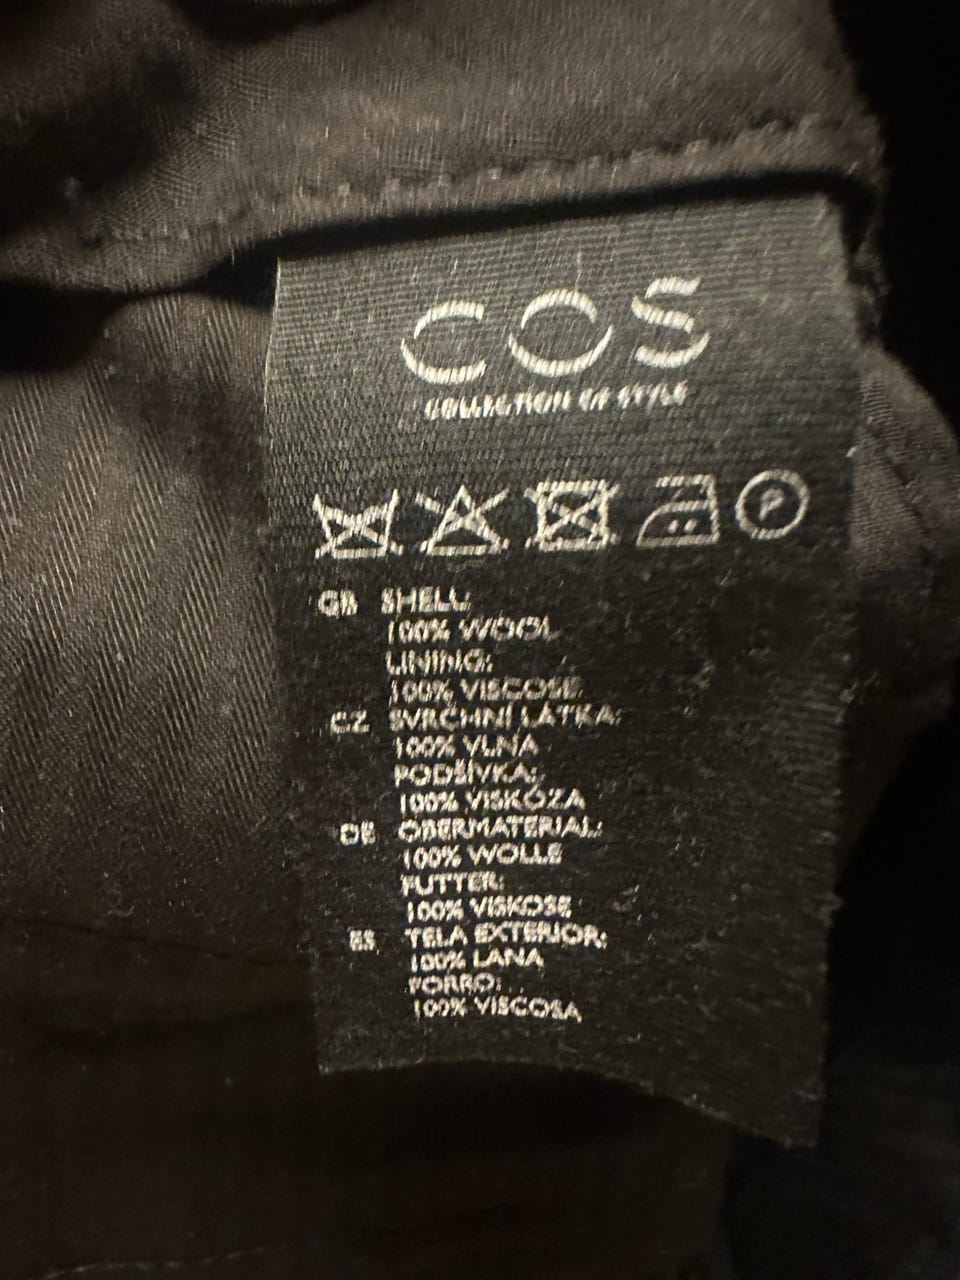 COS
COLLECTION OF STYLE
P
GB SHELL:
100% WOOL
LINING:
100% VISCOSE
CZ SVRCHNÍ LÁTKA:
100% VLNA
PODŠÍVKA:
100% VISKÓZA
DE OBERMATERIAL:
100% WOLLE
FUTTER:
100% VISKOSE
ES TELA EXTERIOR:
100% LANA
FORRO:
100% VISCOSA